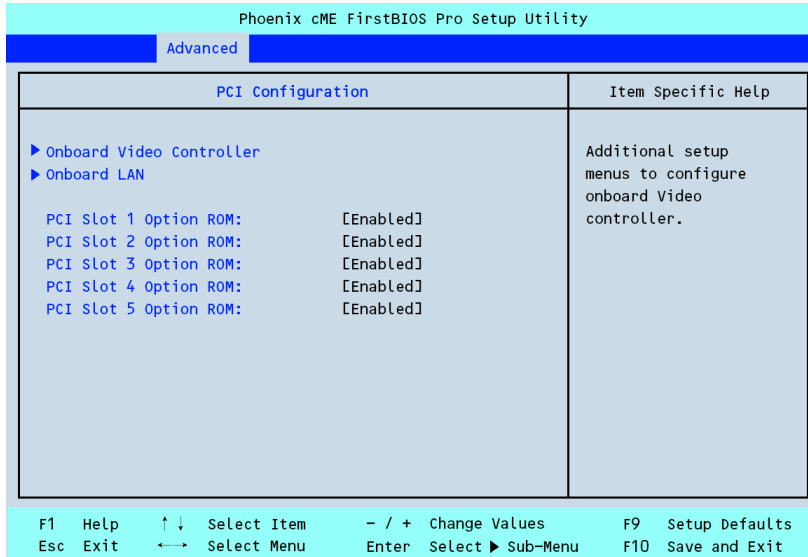 Phoenix cME FirstBIOS Pro Setup Utility
Advanced
PCI Configuration
Item Specific Help
▶ Onboard Video Controller
▶ Onboard LAN
PCI Slot 1 Option ROM: [Enabled]
PCI Slot 2 Option ROM: [Enabled]
PCI Slot 3 Option ROM: [Enabled]
PCI Slot 4 Option ROM: [Enabled]
PCI Slot 5 Option ROM: [Enabled]
Additional setup
menus to configure
onboard Video
controller.
F1 Help ↑↓ Select Item - / + Change Values F9 Setup Defaults
Esc Exit ←→ Select Menu Enter Select ▶ Sub-Menu F10 Save and Exit